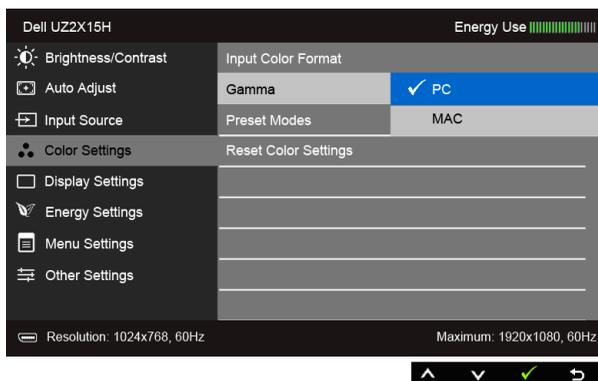 Dell UZ2X15H Energy Use
Brightness/Contrast Input Color Format
Auto Adjust Gamma PC
Input Source Preset Modes MAC
Color Settings Reset Color Settings
Display Settings
Energy Settings
Menu Settings
Other Settings
Resolution: 1024x768, 60Hz Maximum: 1920x1080, 60Hz